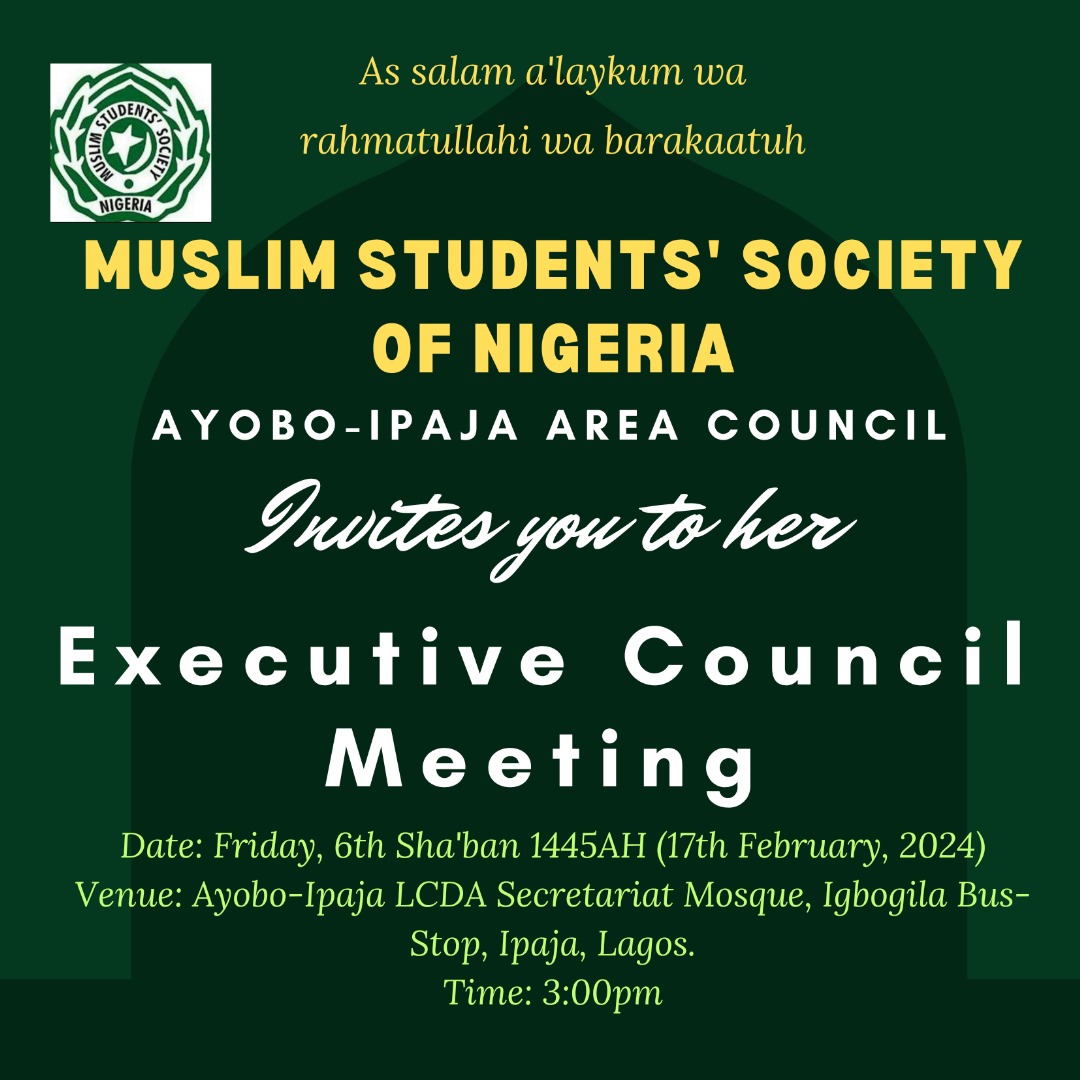 As salam a'laykum wa
rahmatullahi wa barakaatuh
MUSLIM STUDENTS' SOCIETY
NIGERIA
MUSLIM STUDENTS' SOCIETY
OF NIGERIA
AYOBO-IPAJA AREA COUNCIL
Invites you to her
Executive Council
Meeting
Date: Friday, 6th Sha'ban 1445AH (17th February, 2024)
Venue: Ayobo-Ipaja LCDA Secretariat Mosque, Igbogila Bus-
Stop, Ipaja, Lagos.
Time: 3:00pm